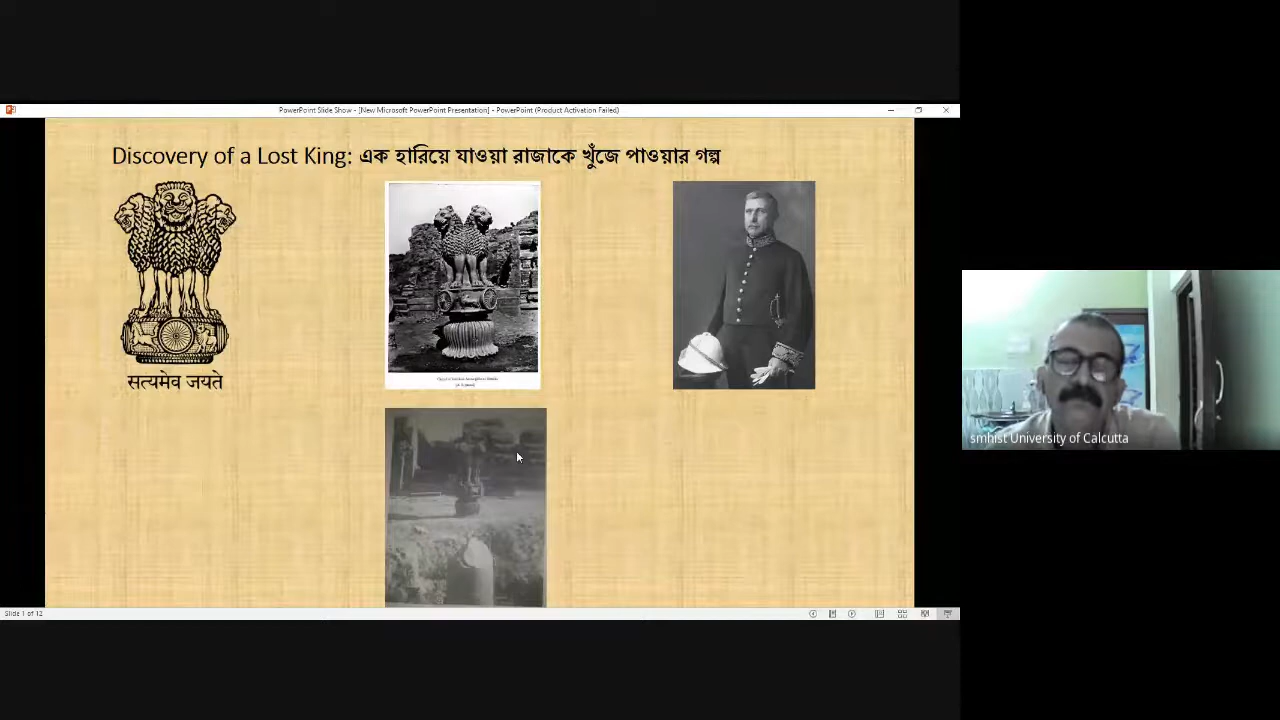 PowerPoint Slide Show - [New Microsoft PowerPoint Presentation] - PowerPoint (Product Activation Failed)
Discovery of a Lost King: এক হারিয়ে যাওয়া রাজাকে খুঁজে পাওয়ার গল্প
सत्यमेव जयते
smhist University of Calcutta
Slide 1 of 12